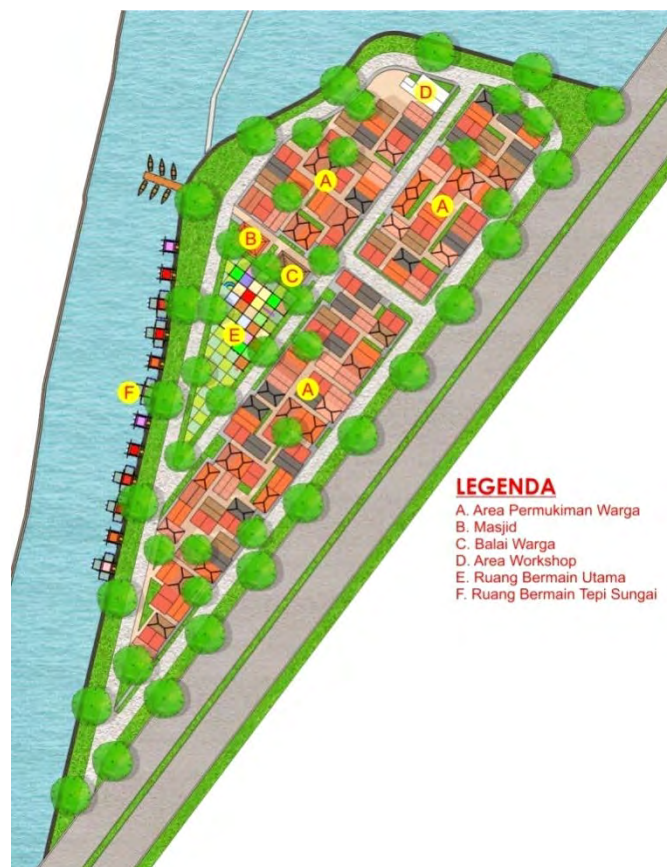 D
A
A
B
C
E
A
F
LEGENDA
A. Area Permukiman Warga
B. Masjid
C. Balai Warga
D. Area Workshop
E. Ruang Bermain Utama
F. Ruang Bermain Tepi Sungai